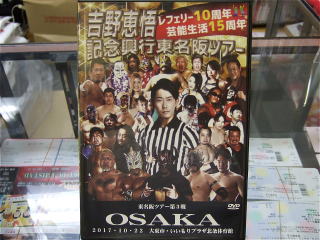 吉野恵悟
レフェリー10周年
芸能生活15周年
記念興行東名阪ツアー
東名阪ツアー第3戦
OSAKA
DVD
2017・10・22 大東市・いいもりプラザ北条体育館